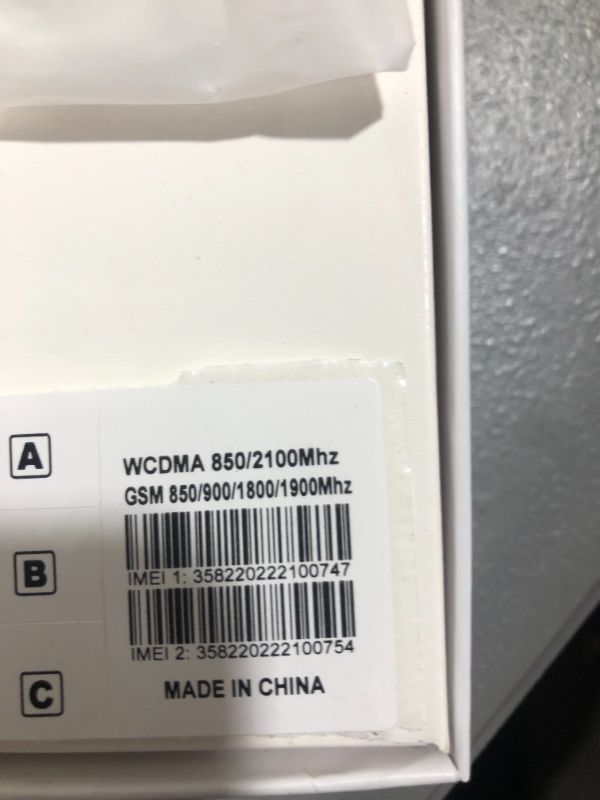 A
B
C
WCDMA 850/2100Mhz
GSM 850/900/1800/1900Mhz
IMEI 1: 358220222100747
IMEI 2: 358220222100754
MADE IN CHINA